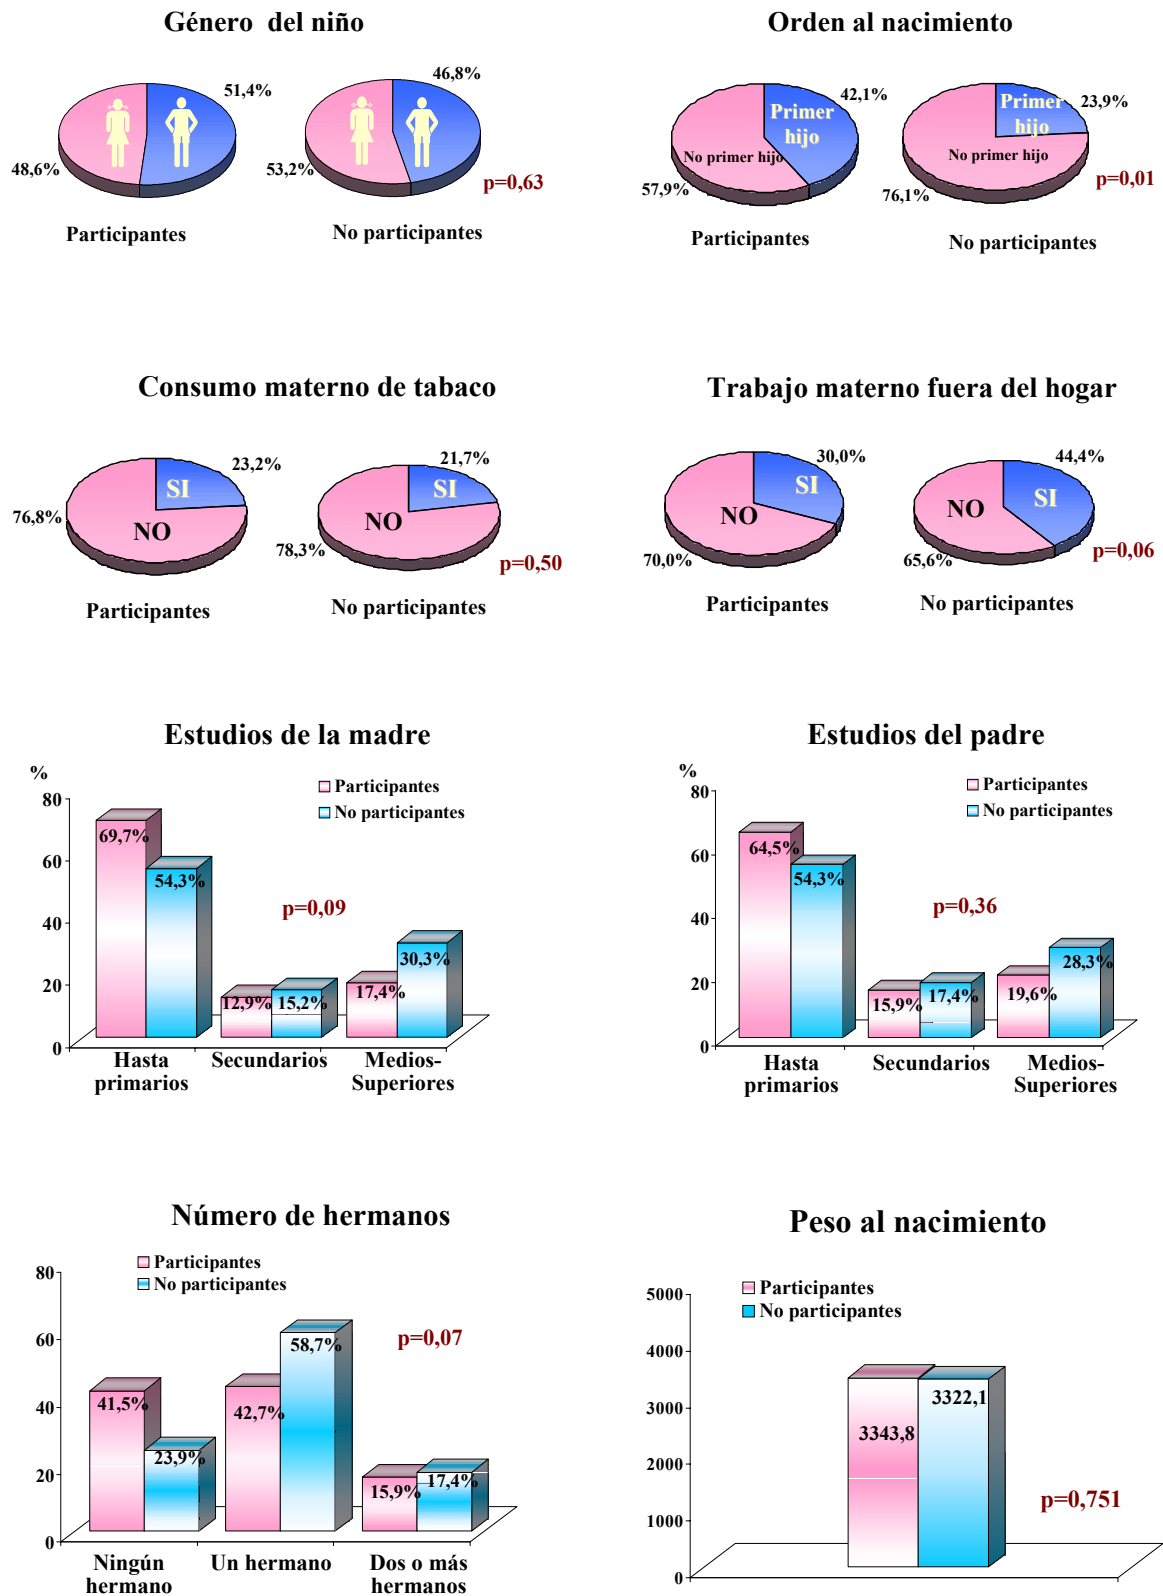 Género del niño
51,4%
48,6%
Participantes
46,8%
53,2%
No participantes
p=0,63
Orden al nacimiento
42,1%
Primer
hijo
No primer hijo
57,9%
Participantes
23,9%
Primer
hijo
No primer hijo
76,1%
No participantes
p=0,01
Consumo materno de tabaco
23,2%
SI
76,8%
NO
Participantes
21,7%
SI
NO
78,3%
No participantes
p=0,50
Trabajo materno fuera del hogar
30,0%
SI
NO
70,0%
Participantes
44,4%
SI
NO
65,6%
No participantes
p=0,06
Estudios de la madre
%
Participantes
No participantes
80
60
40
20
0
69,7%
54,3%
p=0,09
12,9%
15,2%
17,4%
30,3%
Hasta
primarios
Secundarios
Medios-
Superiores
Estudios del padre
%
Participantes
No participantes
80
60
40
20
0
64,5%
54,3%
p=0,36
15,9%
17,4%
19,6%
28,3%
Hasta
primarios
Secundarios
Medios-
Superiores
Número de hermanos
Participantes
No participantes
80
60
40
20
0
41,5%
23,9%
42,7%
58,7%
p=0,07
15,9%
17,4%
Ningún
hermano
Un hermano
Dos o más
hermanos
Peso al nacimiento
Participantes
No participantes
5000
4000
3000
2000
1000
0
3343,8
3322,1
p=0,751